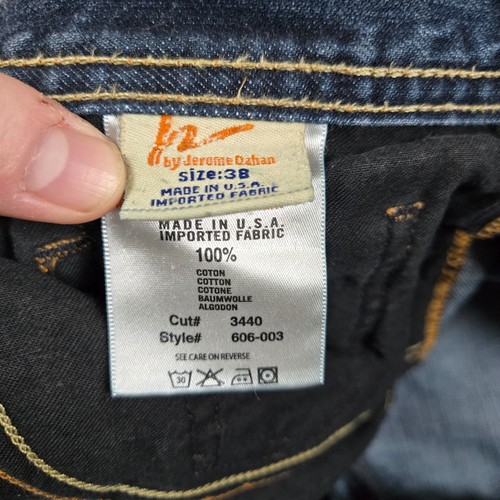 by Jerome Dahan
size:38
MADE IN U.S.A.
IMPORTED FABRIC
MADE IN U.S.A.
IMPORTED FABRIC
100%
COTON
COTTON
COTONE
BAUMWOLLE
ALGODON
Cut# 3440
Style# 606-003
SEE CARE ON REVERSE
30